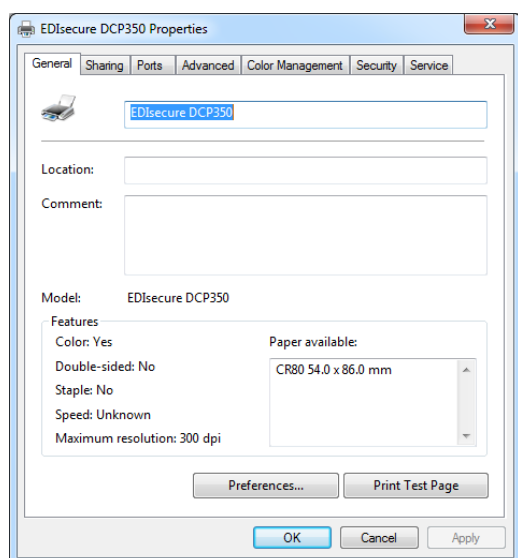 EDIsecure DCP350 Properties
General Sharing Ports Advanced Color Management Security Service
EDIsecure DCP350
Location:
Comment:
Model: EDIsecure DCP350
Features
Color: Yes
Double-sided: No
Staple: No
Speed: Unknown
Maximum resolution: 300 dpi
Paper available:
CR80 54.0 x 86.0 mm
Preferences... Print Test Page
OK Cancel Apply